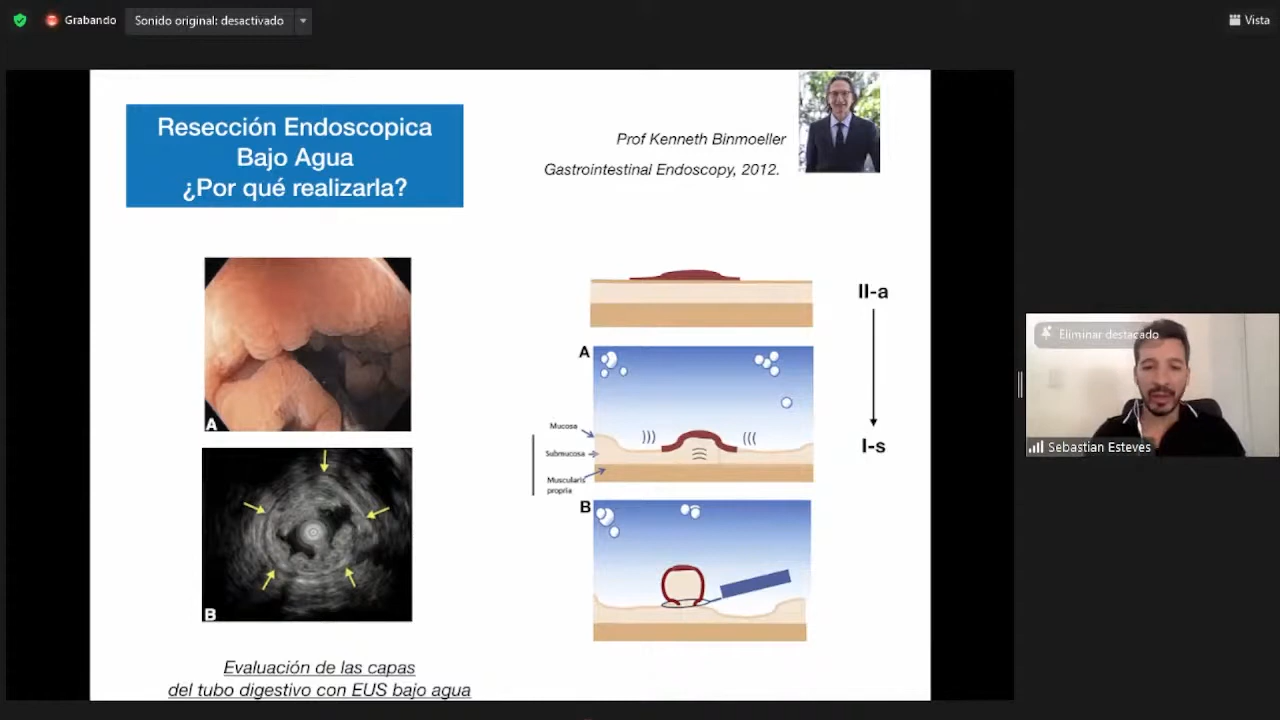 Grabando
Sonido original: desactivado
Vista
Resección Endoscopica
Bajo Agua
¿Por qué realizarla?
Prof Kenneth Binmoeller
Gastrointestinal Endoscopy, 2012.
A
B
Evaluación de las capas
del tubo digestivo con EUS bajo agua
II-a
A
Mucosa
Submucosa
Muscularis
propria
I-s
B
Eliminar destacado
Sebastian Esteves